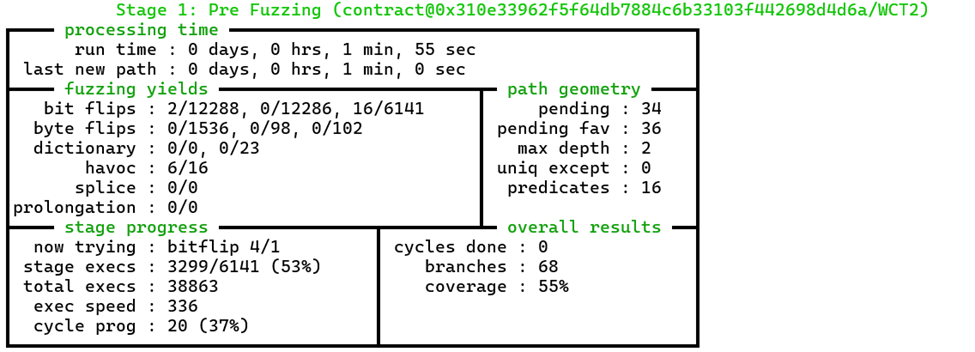 Stage 1: Pre Fuzzing (contract@0x310e33962f5f64db7884c6b33103f442698d4d6a/WCT2)
processing time
run time : 0 days, 0 hrs, 1 min, 55 sec
last new path : 0 days, 0 hrs, 1 min, 0 sec
fuzzing yields
bit flips : 2/12288, 0/12286, 16/6141
byte flips : 0/1536, 0/98, 0/102
dictionary : 0/0, 0/23
havoc : 6/16
splice : 0/0
prolongation : 0/0
path geometry
pending : 34
pending fav : 36
max depth : 2
uniq except : 0
predicates : 16
stage progress
now trying : bitflip 4/1
stage execs : 3299/6141 (53%)
total execs : 38863
exec speed : 336
cycle prog : 20 (37%)
overall results
cycles done : 0
branches : 68
coverage : 55%